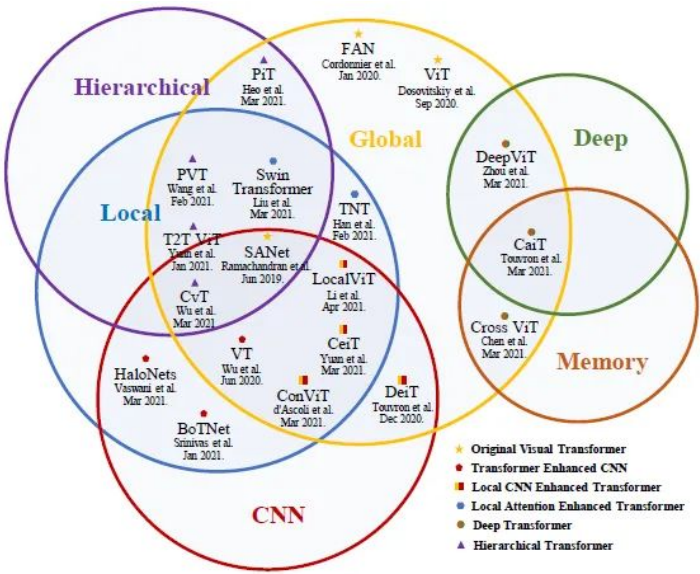 FAN
Cordonnier et al.
Jan 2020.
ViT
Dosovitskiy et al.
Sep 2020.
PiT
Heo et al.
Mar 2021.
Hierarchical
Global
Deep
DeepViT
Zhou et al.
Mar 2021.
PVT
Wang et al.
Feb 2021.
Swin
Transformer
Liu et al.
Mar 2021.
TNT
Han et al.
Feb 2021.
Local
T2T ViT
Yuan et al.
Jan 2021.
SANet
Ramachandran et al.
Jun 2019.
CaiT
Touvron et al.
Mar 2021.
LocalViT
Li et al.
Apr 2021.
CvT
Wu et al.
Mar 2021
Cross ViT
Chen et al.
Mar 2021.
Memory
VT
Wu et al.
Jun 2020.
CeiT
Yuan et al.
Mar 2021.
HaloNets
Vaswani et al.
Mar 2021.
ConViT
d'Ascoli et al.
Mar 2021.
DeiT
Touvron et al.
Dec 2020.
BoTNet
Srinivas et al.
Jan 2021.
CNN
Original Visual Transformer
Transformer Enhanced CNN
Local CNN Enhanced Transformer
Local Attention Enhanced Transformer
Deep Transformer
Hierarchical Transformer